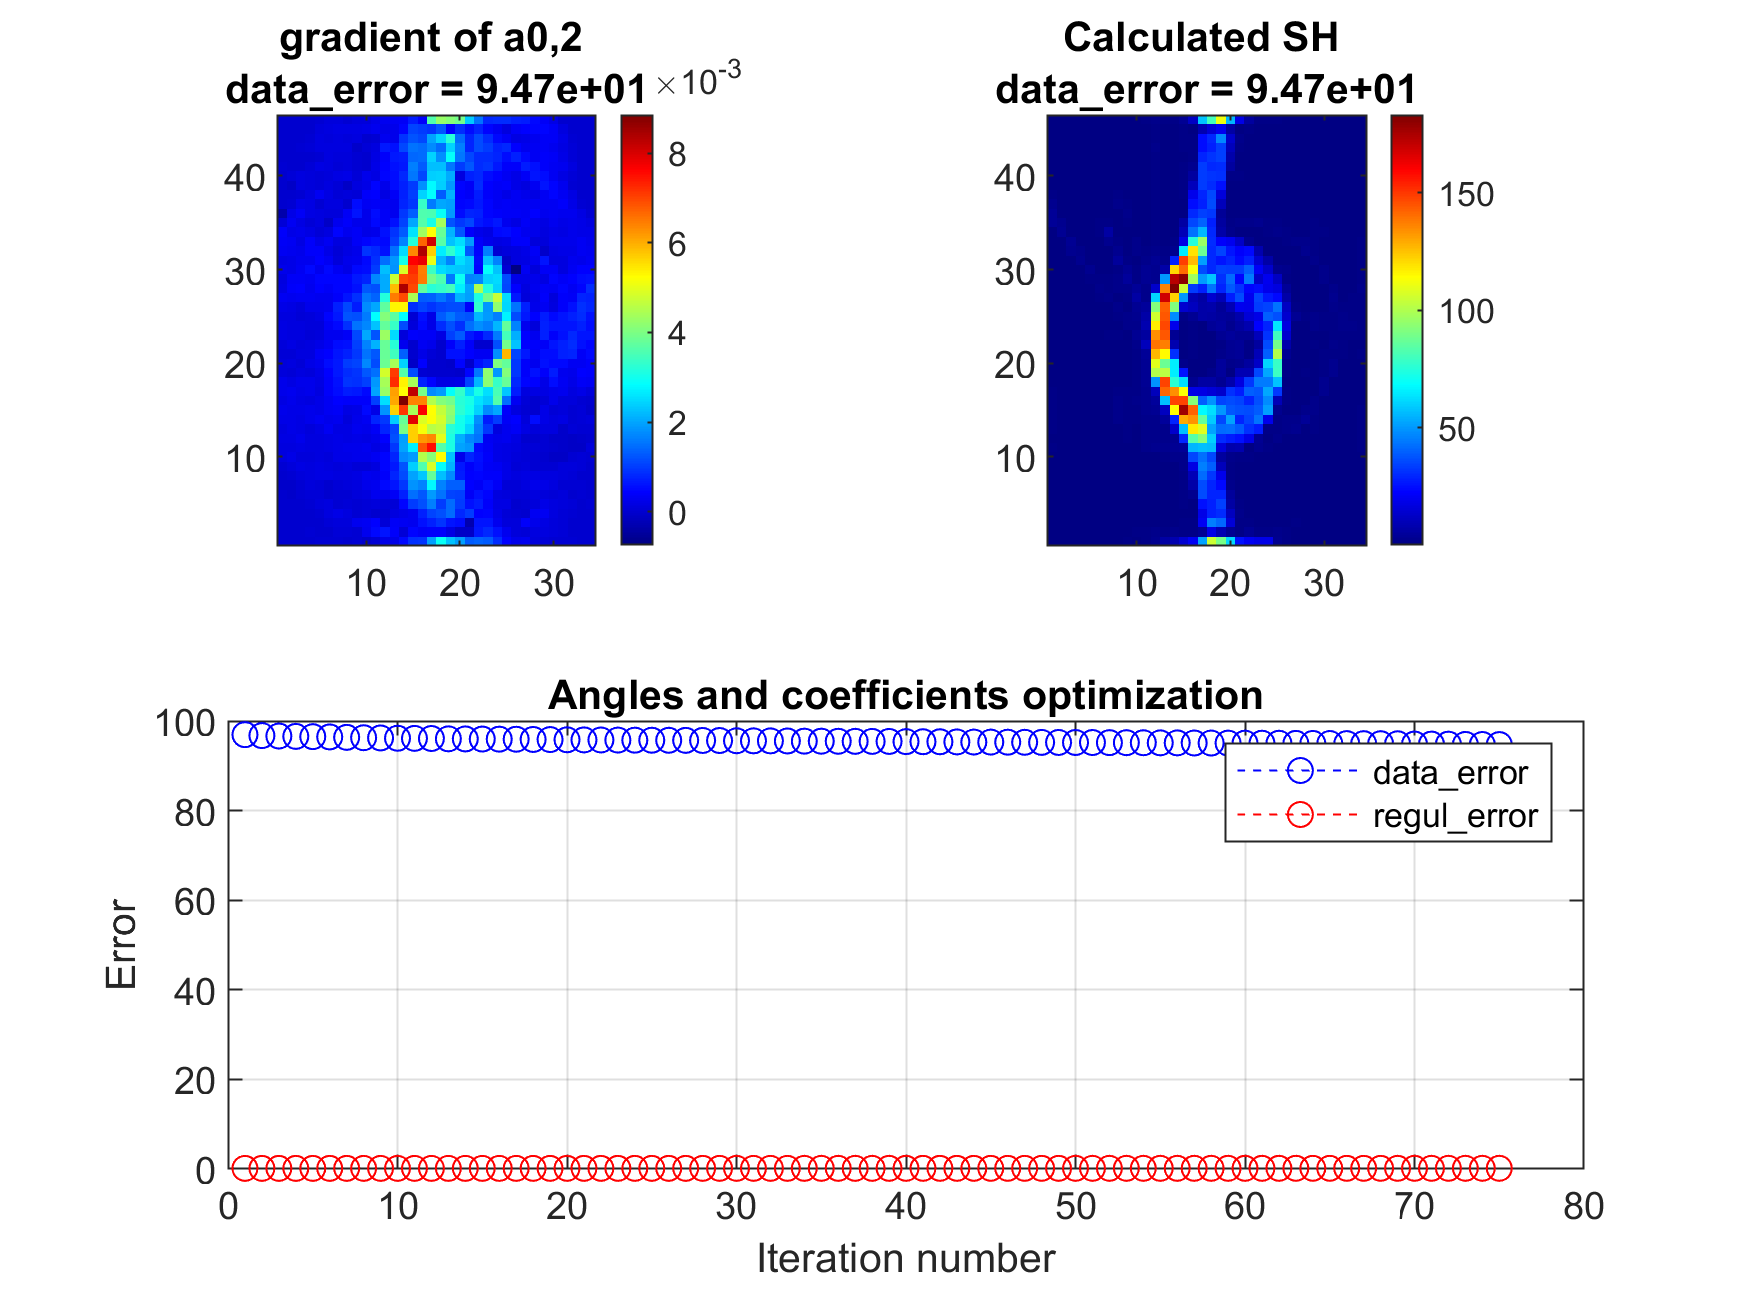 gradient of a0,2
data_error = 9.47e+01
×10-3
40
30
20
10
10 20 30
8
6
4
2
0
Calculated SH
data_error = 9.47e+01
40
30
20
10
10 20 30
150
100
50
Angles and coefficients optimization
Error
100
80
60
40
20
0
data_error
regul_error
0 10 20 30 40 50 60 70 80
Iteration number